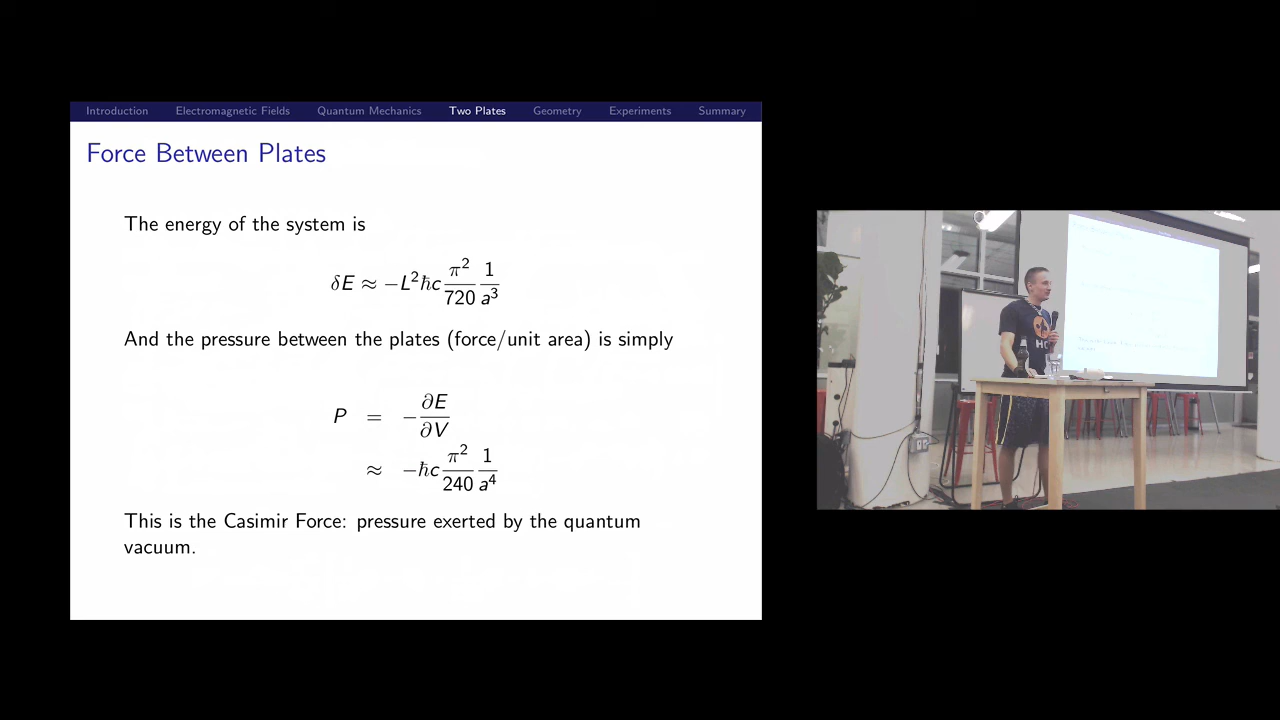 Introduction Electromagnetic Fields Quantum Mechanics Two Plates Geometry Experiments Summary
Force Between Plates
The energy of the system is
δE ≈ −L²ℏc π²/720 1/a³
And the pressure between the plates (force/unit area) is simply
P = −∂E/∂V
≈ −ℏc π²/240 1/a⁴
This is the Casimir Force: pressure exerted by the quantum
vacuum.
HC